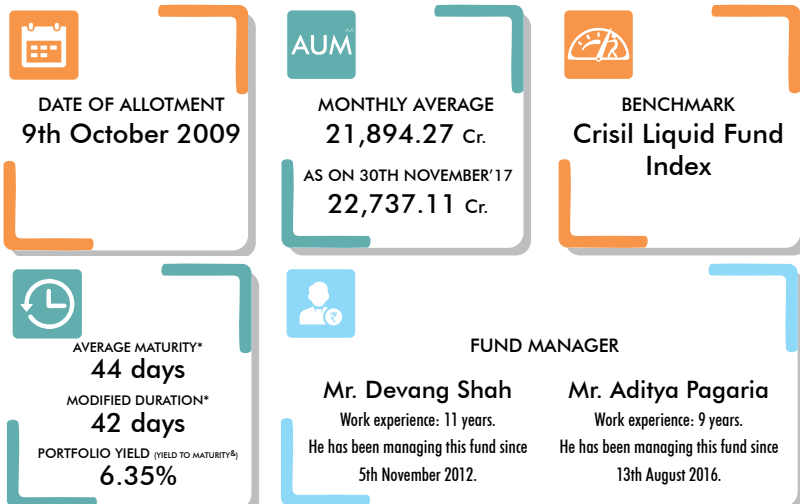 DATE OF ALLOTMENT
9th October 2009
AUM^^
MONTHLY AVERAGE
21,894.27 Cr.
AS ON 30TH NOVEMBER'17
22,737.11 Cr.
BENCHMARK
Crisil Liquid Fund
Index
AVERAGE MATURITY*
44 days
MODIFIED DURATION*
42 days
PORTFOLIO YIELD (YIELD TO MATURITY&)
6.35%
₹
FUND MANAGER
Mr. Devang Shah
Work experience: 11 years.
He has been managing this fund since
5th November 2012.
Mr. Aditya Pagaria
Work experience: 9 years.
He has been managing this fund since
13th August 2016.